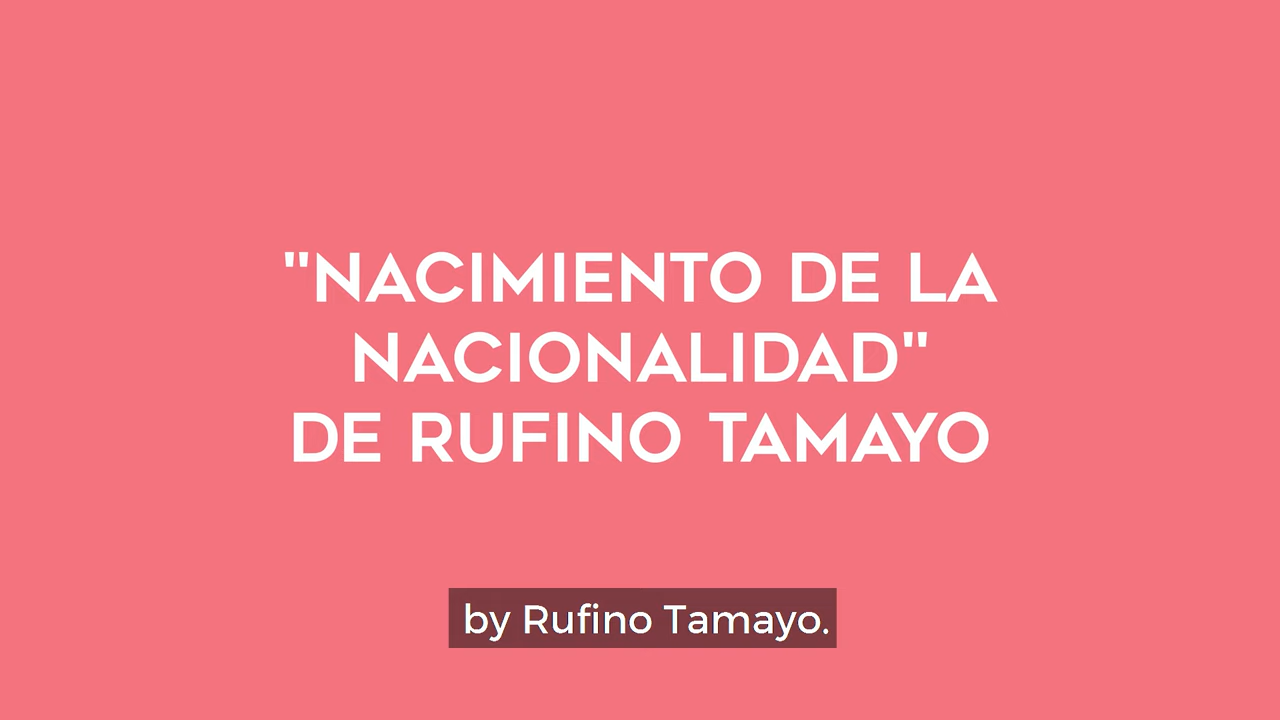 "NACIMIENTO DE LA
NACIONALIDAD"
DE RUFINO TAMAYO
by Rufino Tamayo.